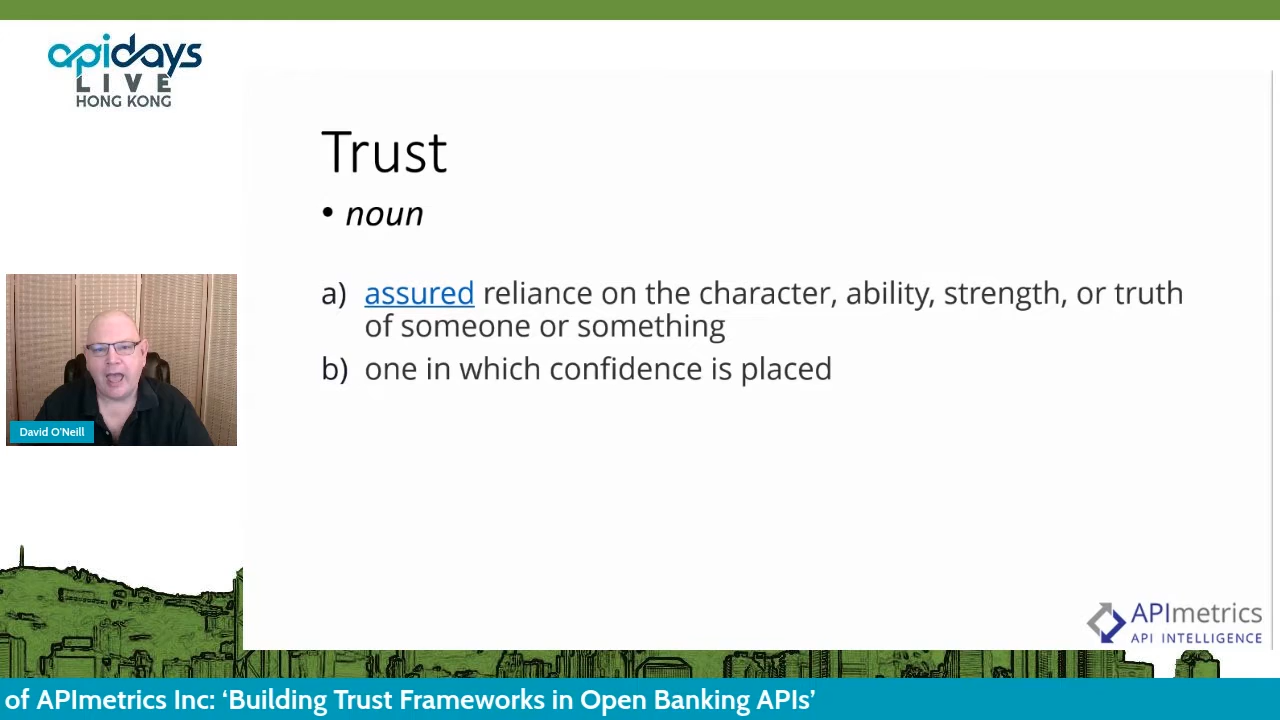 apidays
LIVE
HONG KONG
Trust
• noun
a) assured reliance on the character, ability, strength, or truth
of someone or something
b) one in which confidence is placed
David O'Neill
APImetrics
API INTELLIGENCE
of APImetrics Inc: ‘Building Trust Frameworks in Open Banking APIs’